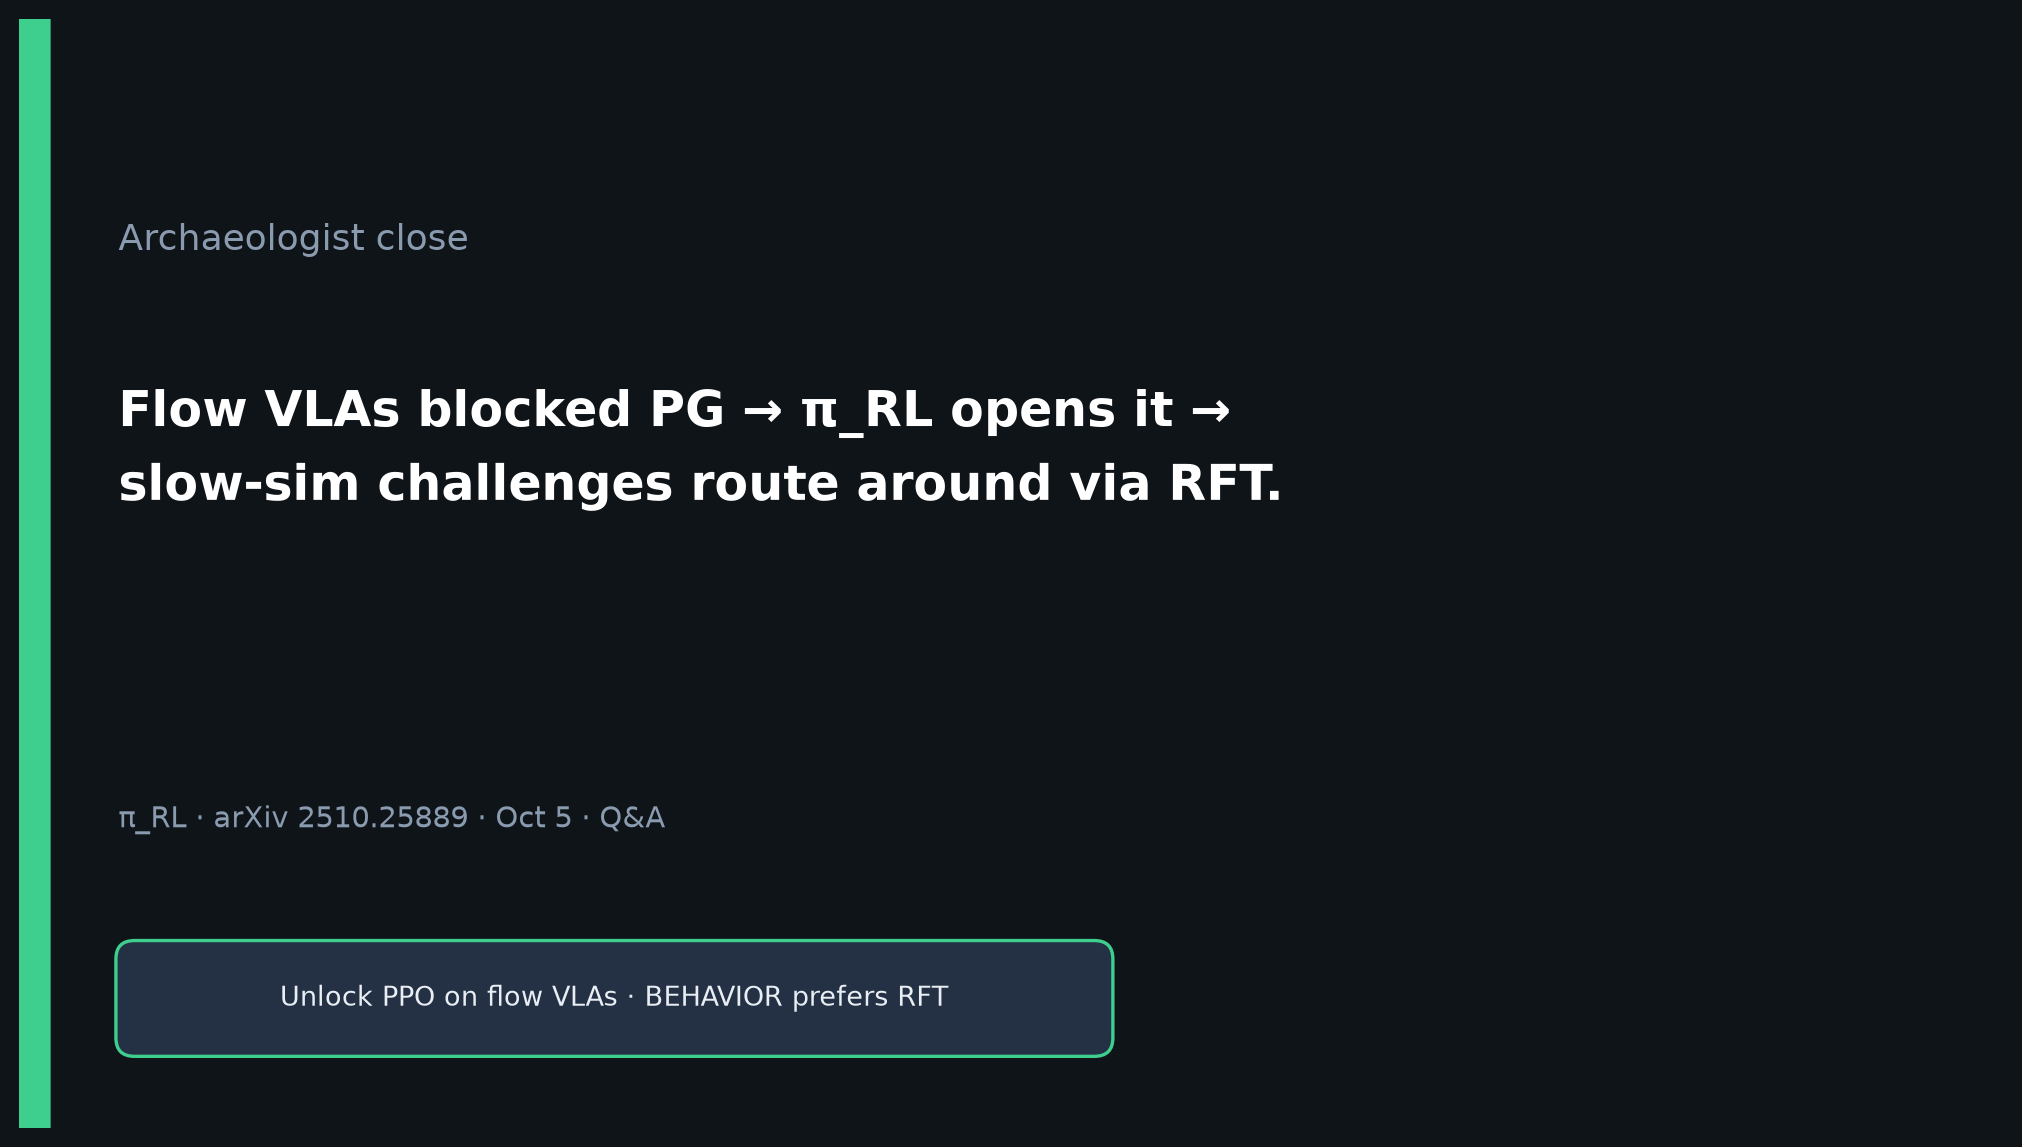 Archaeologist close
Flow VLAs blocked PG → π_RL opens it →
slow-sim challenges route around via RFT.
π_RL · arXiv 2510.25889 · Oct 5 · Q&A
Unlock PPO on flow VLAs · BEHAVIOR prefers RFT